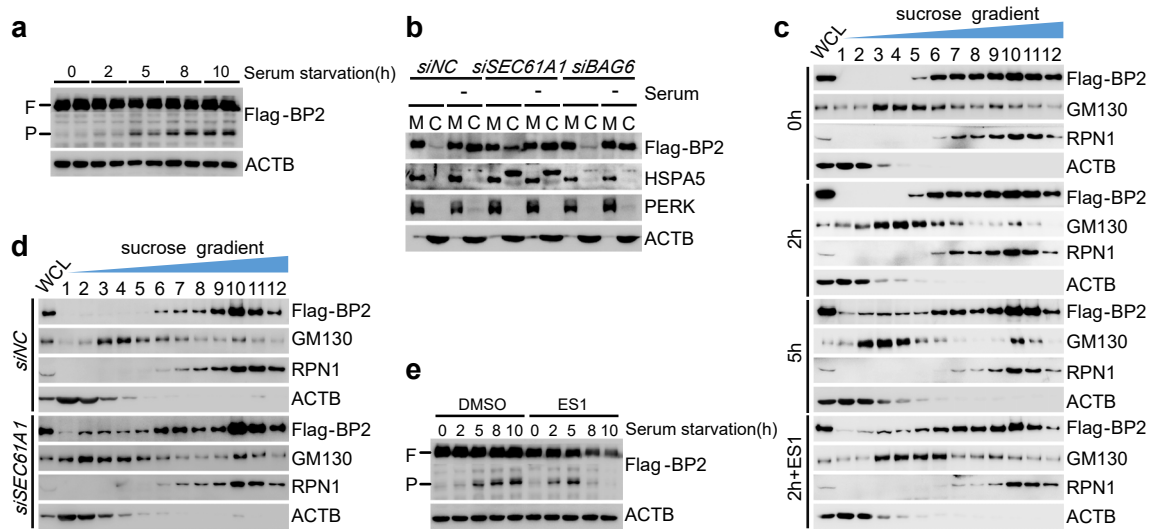 a
0 2 5 8 10 Serum starvation(h)
F
Flag-BP2
P
ACTB
b
siNC siSEC61A1 siBAG6
- - - Serum
M C M C M C M C M C M C
Flag-BP2
HSPA5
PERK
ACTB
c
sucrose gradient
WCL 1 2 3 4 5 6 7 8 9 10 11 12
0h
Flag-BP2
GM130
RPN1
ACTB
2h
Flag-BP2
GM130
RPN1
ACTB
5h
Flag-BP2
GM130
RPN1
ACTB
2h+ES1
Flag-BP2
GM130
RPN1
ACTB
d
sucrose gradient
WCL 1 2 3 4 5 6 7 8 9 10 11 12
siNC
Flag-BP2
GM130
RPN1
ACTB
siSEC61A1
Flag-BP2
GM130
RPN1
ACTB
e
DMSO ES1
0 2 5 8 10 0 2 5 8 10 Serum starvation(h)
F
Flag-BP2
P
ACTB